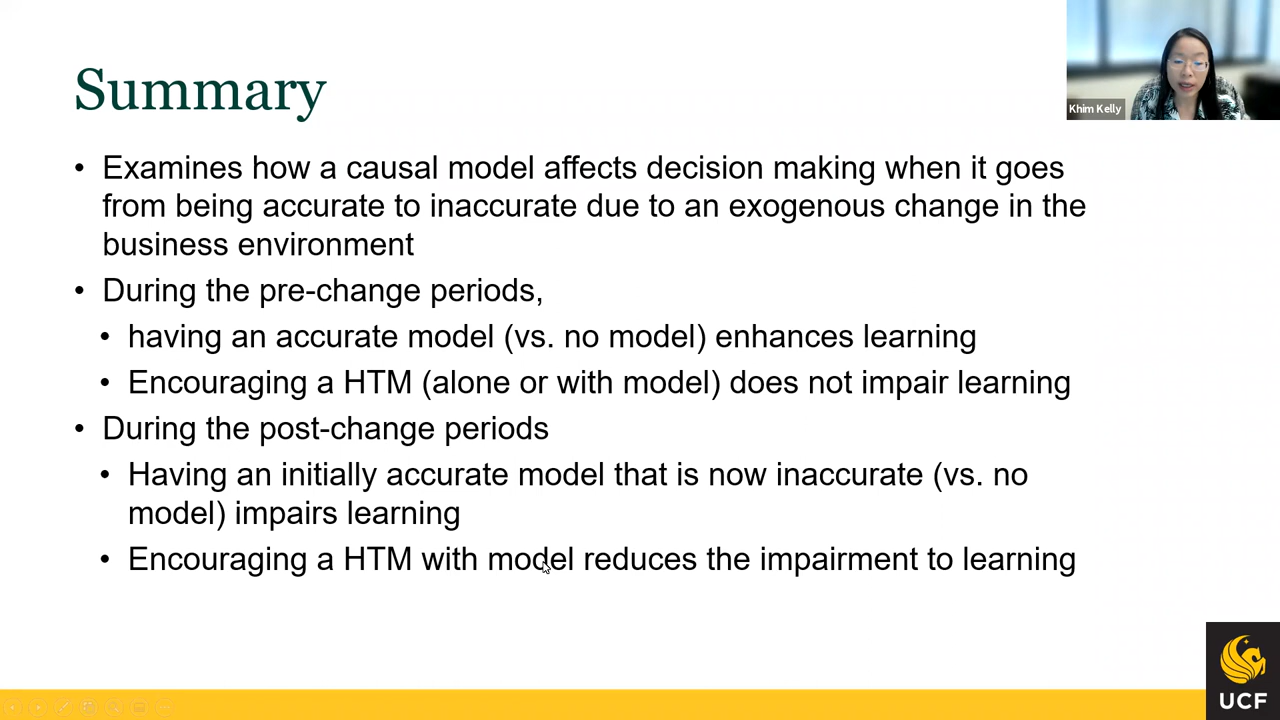 Summary
Khim Kelly
• Examines how a causal model affects decision making when it goes
from being accurate to inaccurate due to an exogenous change in the
business environment
• During the pre-change periods,
• having an accurate model (vs. no model) enhances learning
• Encouraging a HTM (alone or with model) does not impair learning
• During the post-change periods
• Having an initially accurate model that is now inaccurate (vs. no
model) impairs learning
• Encouraging a HTM with model reduces the impairment to learning
UCF